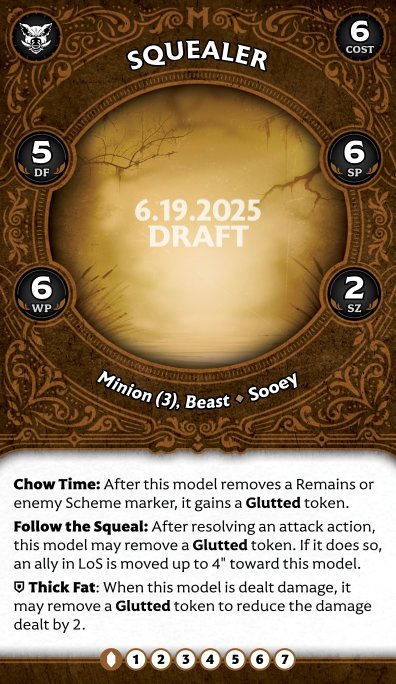 M
SQUEALER
6
COST
5
DF
6
SP
6.19.2025
DRAFT
6
WP
2
SZ
Minion (3), Beast ♦ Sooey
Chow Time: After this model removes a Remains or
enemy Scheme marker, it gains a Glutted token.
Follow the Squeal: After resolving an attack action,
this model may remove a Glutted token. If it does so,
an ally in LoS is moved up to 4" toward this model.
Thick Fat: When this model is dealt damage, it
may remove a Glutted token to reduce the damage
dealt by 2.
1 2 3 4 5 6 7